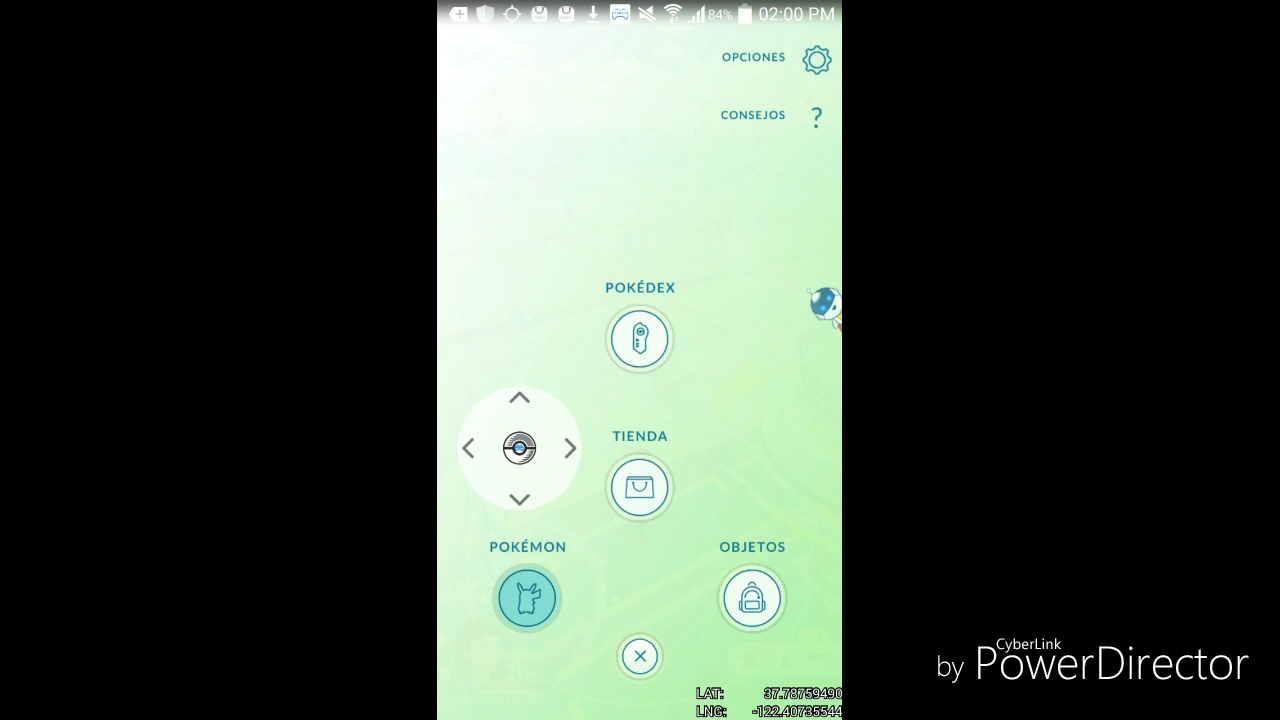 84% 02:00 PM
OPCIONES
CONSEJOS ?
POKÉDEX
TIENDA
POKÉMON
OBJETOS
CyberLink
by PowerDirector
LAT: 37.78759490
LNG: -122.40735544